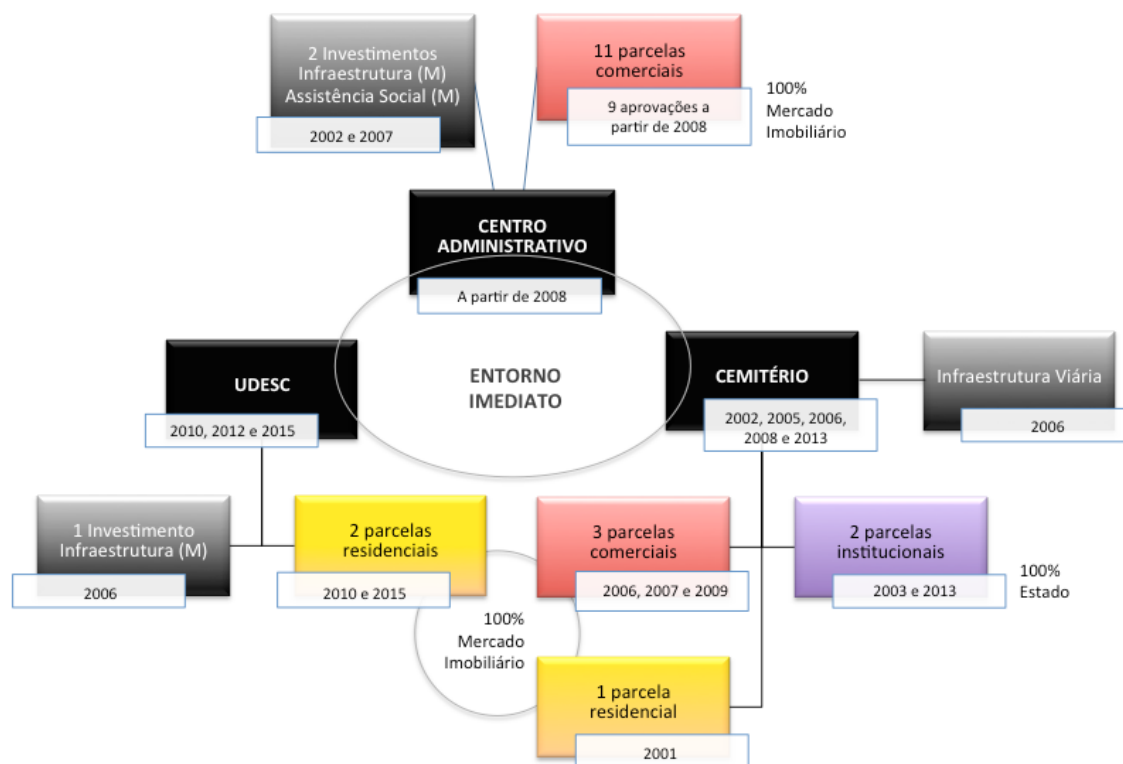 2 Investimentos
Infraestrutura (M)
Assistência Social (M)
2002 e 2007
11 parcelas
comerciais
9 aprovações a
partir de 2008
100%
Mercado
Imobiliário
CENTRO
ADMINISTRATIVO
A partir de 2008
ENTORNO
IMEDIATO
UDESC
2010, 2012 e 2015
CEMITÉRIO
2002, 2005, 2006,
2008 e 2013
Infraestrutura Viária
2006
1 Investimento
Infraestrutura (M)
2006
2 parcelas
residenciais
2010 e 2015
3 parcelas
comerciais
2006, 2007 e 2009
2 parcelas
institucionais
2003 e 2013
100%
Estado
100%
Mercado
Imobiliário
1 parcela
residencial
2001